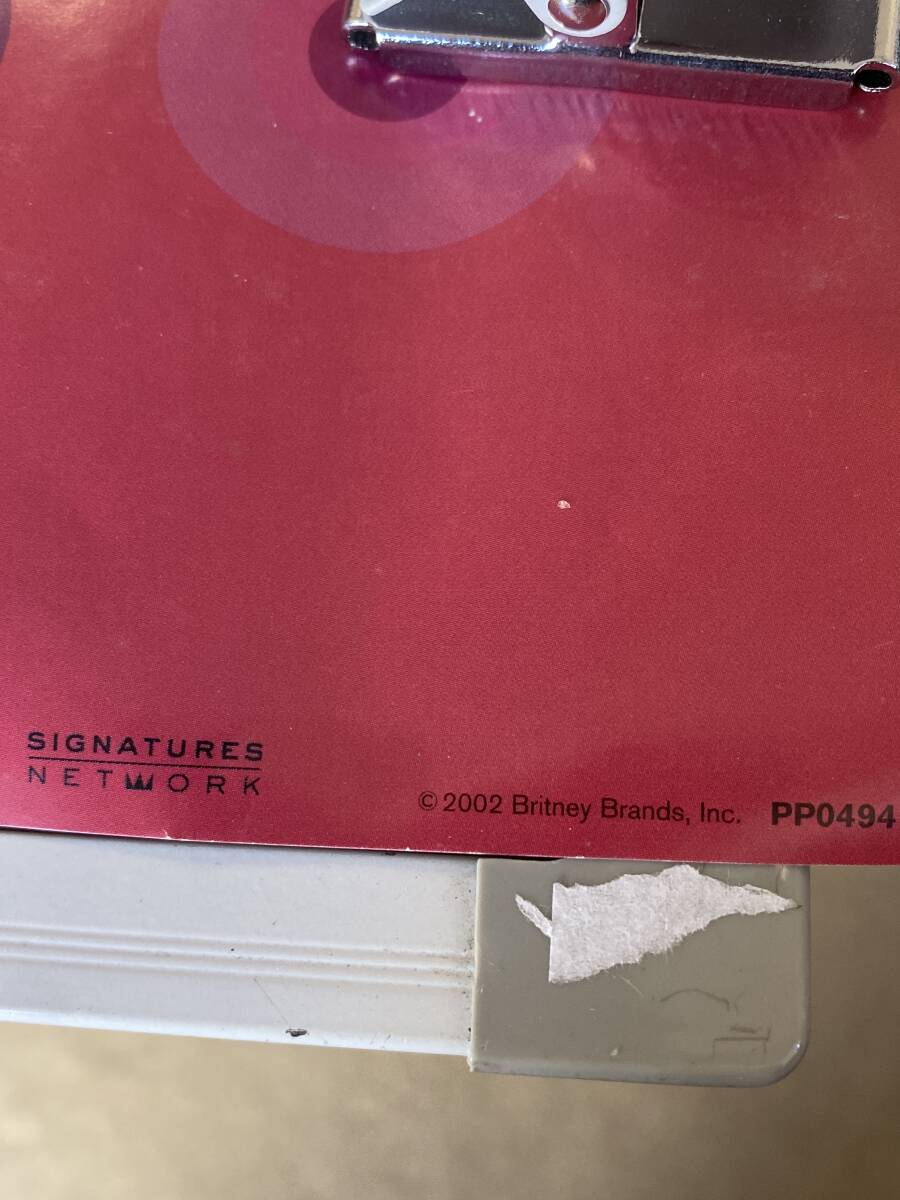 SIGNATURES
NETWORK
© 2002 Britney Brands, Inc. PP0494